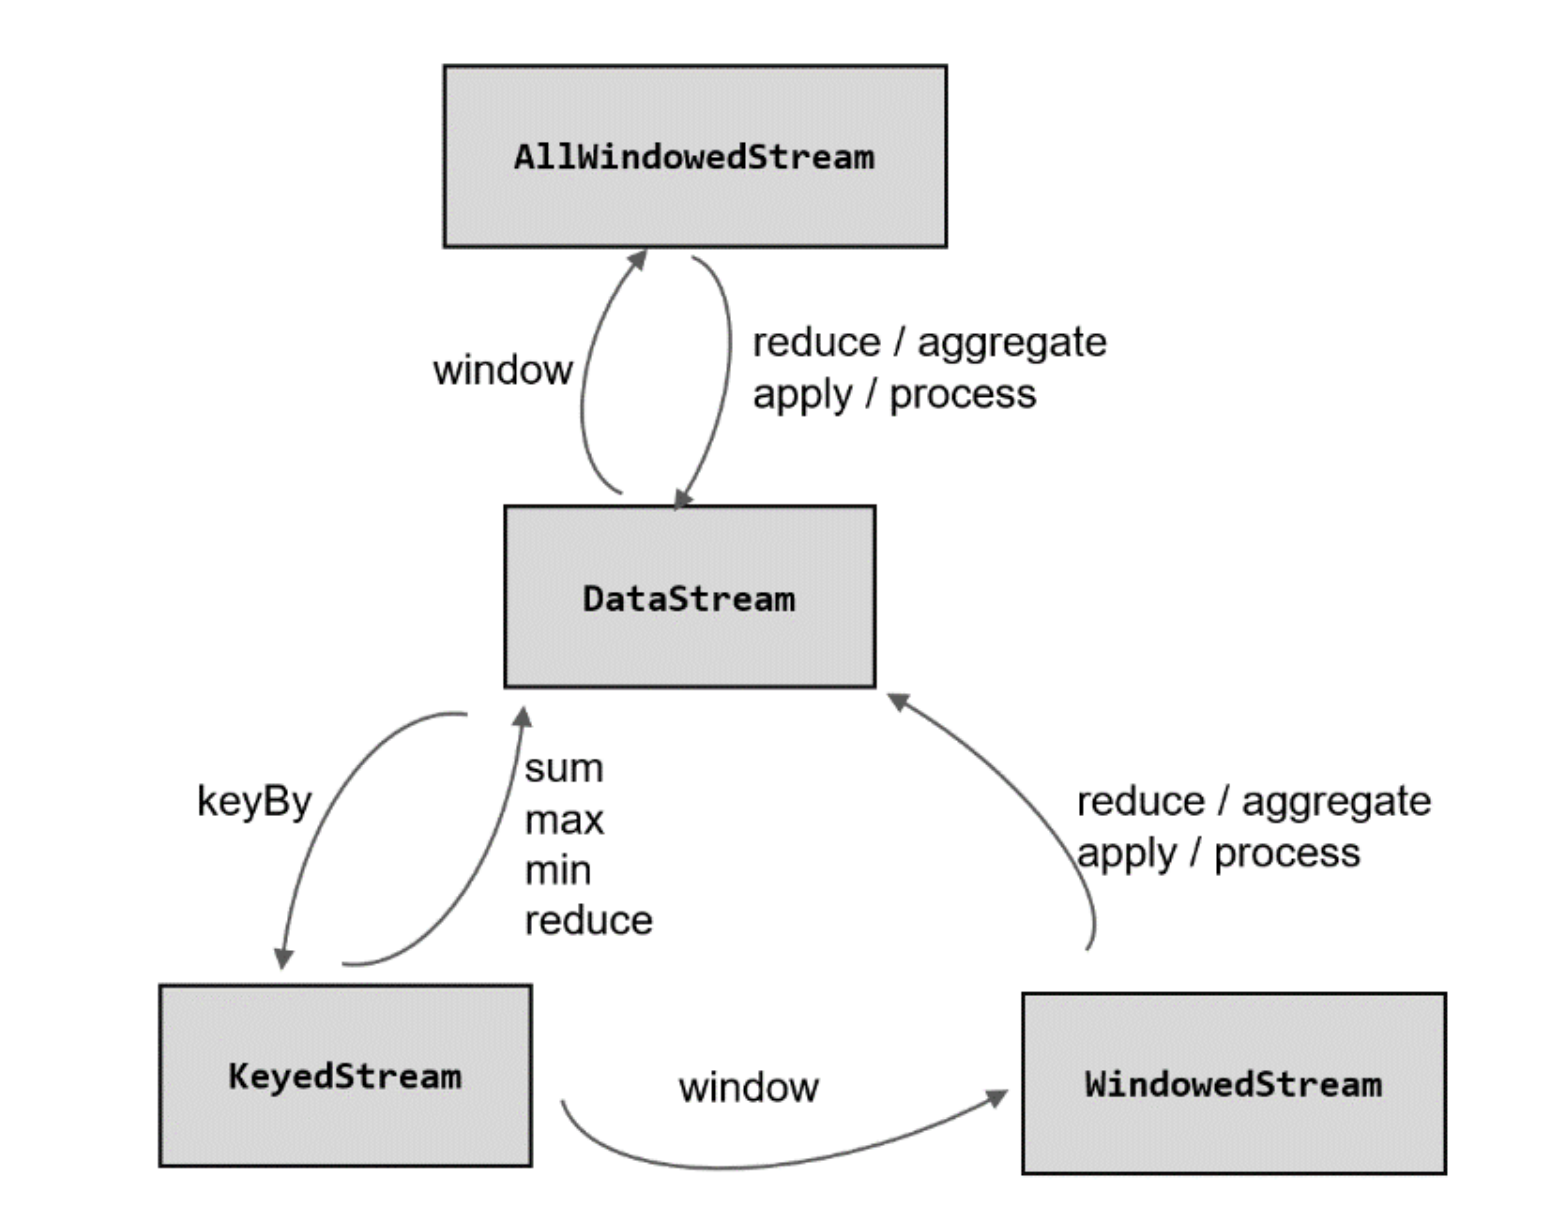 AllWindowedStream
window
reduce / aggregate
apply / process
DataStream
keyBy
sum
max
min
reduce
reduce / aggregate
apply / process
KeyedStream
window
WindowedStream